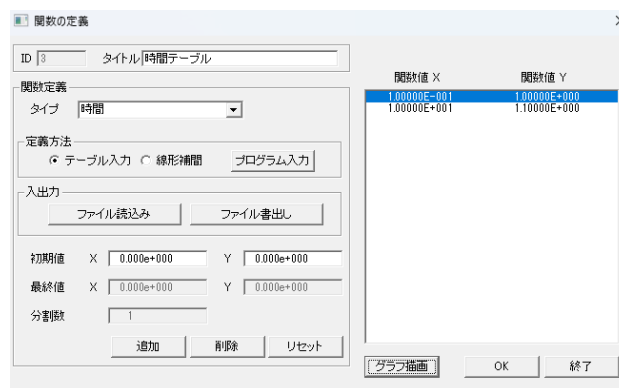 関数の定義
ID 3 タイトル 時間テーブル
関数定義
タイプ 時間
定義方法
テーブル入力 線形補間 プログラム入力
入出力
ファイル読込み ファイル書出し
初期値 X 0.000e+000 Y 0.000e+000
最終値 X 0.000e+000 Y 0.000e+000
分割数 1
追加 削除 リセット
関数値 X 関数値 Y
1.00000E-001 1.00000E+000
1.00000E+001 1.10000E+000
グラフ描画 OK 終了